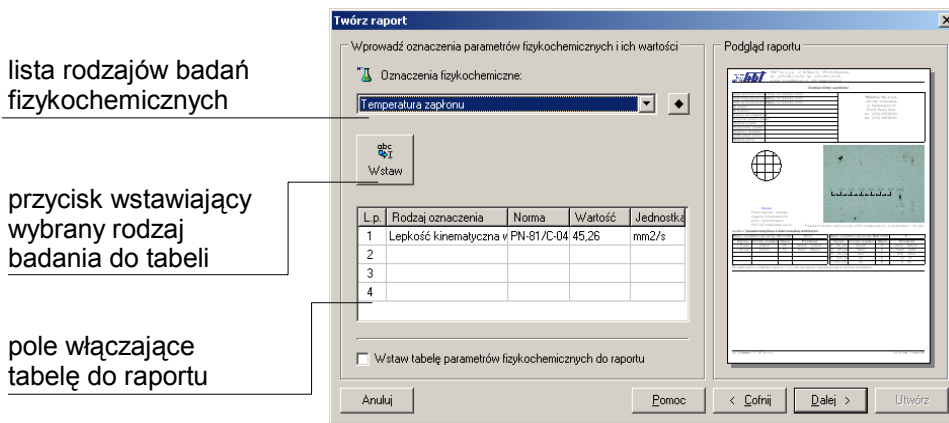 lista rodzajów badań
fizykochemicznych
przycisk wstawiający
wybrany rodzaj
badania do tabeli
pole włączające
tabelę do raportu
Twórz raport
Wprowadź oznaczenia parametrów fizykochemicznych i ich wartości
Oznaczenia fizykochemiczne:
Temperatura zapłonu
abc
Wstaw
L.p. Rodzaj oznaczenia Norma Wartość Jednostka
1 Lepkość kinematyczna w PN-81/C-04 45,26 mm2/s
2
3
4
Wstaw tabelę parametrów fizykochemicznych do raportu
Podgląd raportu
Anuluj Pomoc < Cofnij Dalej > Utwórz